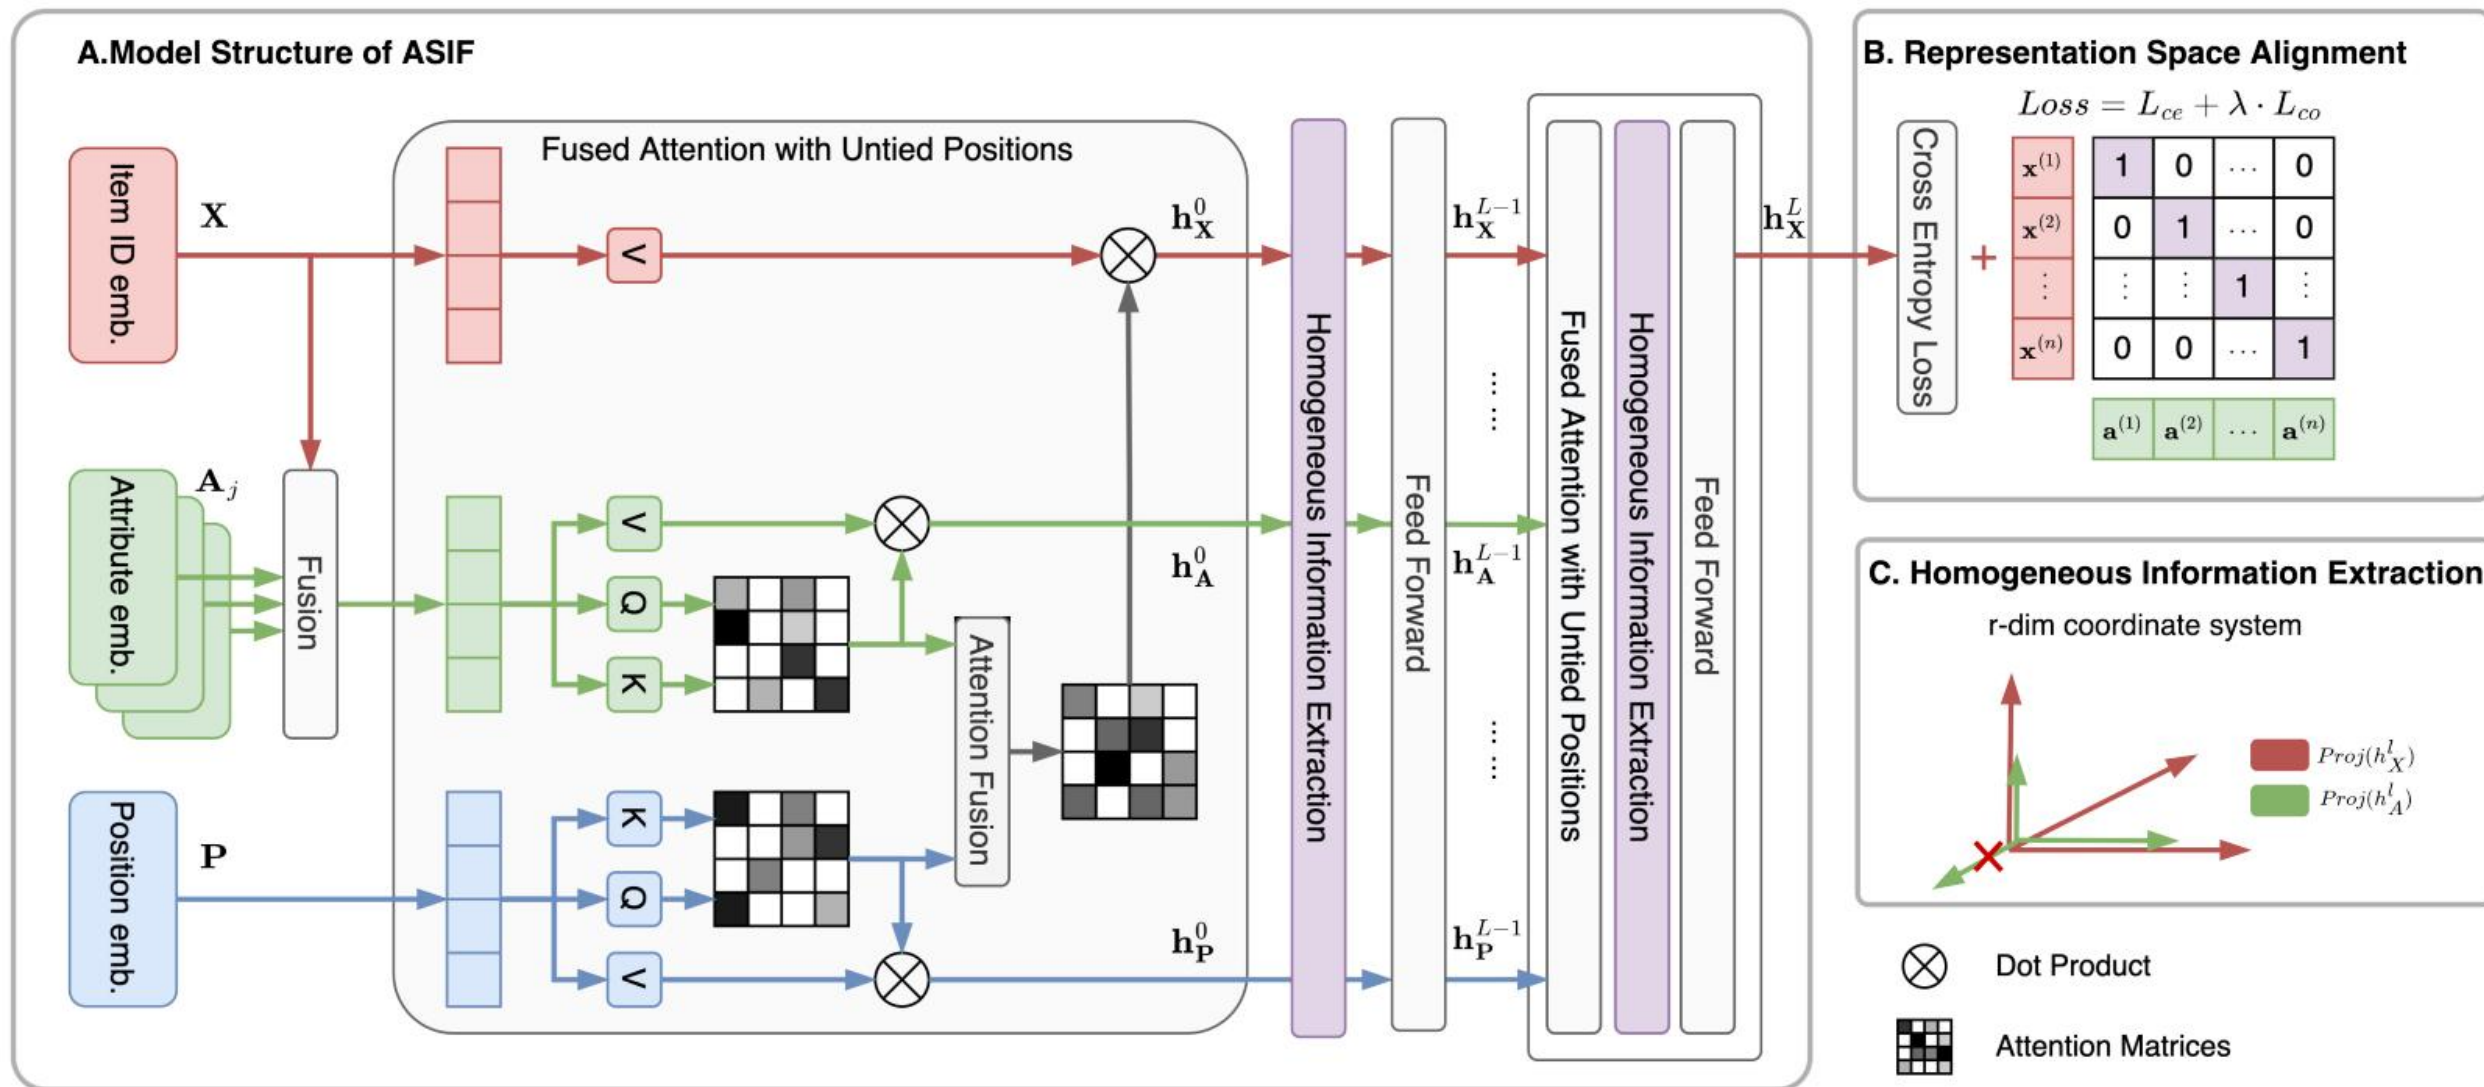 A.Model Structure of ASIF
Fused Attention with Untied Positions
Item ID emb.
X
V
h_X^0
Attribute emb.
A_j
Fusion
V
Q
K
h_A^0
Attention Fusion
Position emb.
P
K
Q
V
h_P^0
Homogeneous Information Extraction
Feed Forward
h_X^{L-1}
......
h_A^{L-1}
......
h_P^{L-1}
Fused Attention with Untied Positions
Homogeneous Information Extraction
Feed Forward
h_X^L
B. Representation Space Alignment
Loss = L_{ce} + λ · L_{co}
Cross Entropy Loss
+
x^{(1)} 1 0 ... 0
x^{(2)} 0 1 ... 0
⋮ ⋮ ⋮ 1 ⋮
x^{(n)} 0 0 ... 1
a^{(1)} a^{(2)} ... a^{(n)}
C. Homogeneous Information Extraction
r-dim coordinate system
Proj(h_X^l)
Proj(h_A^l)
Dot Product
Attention Matrices